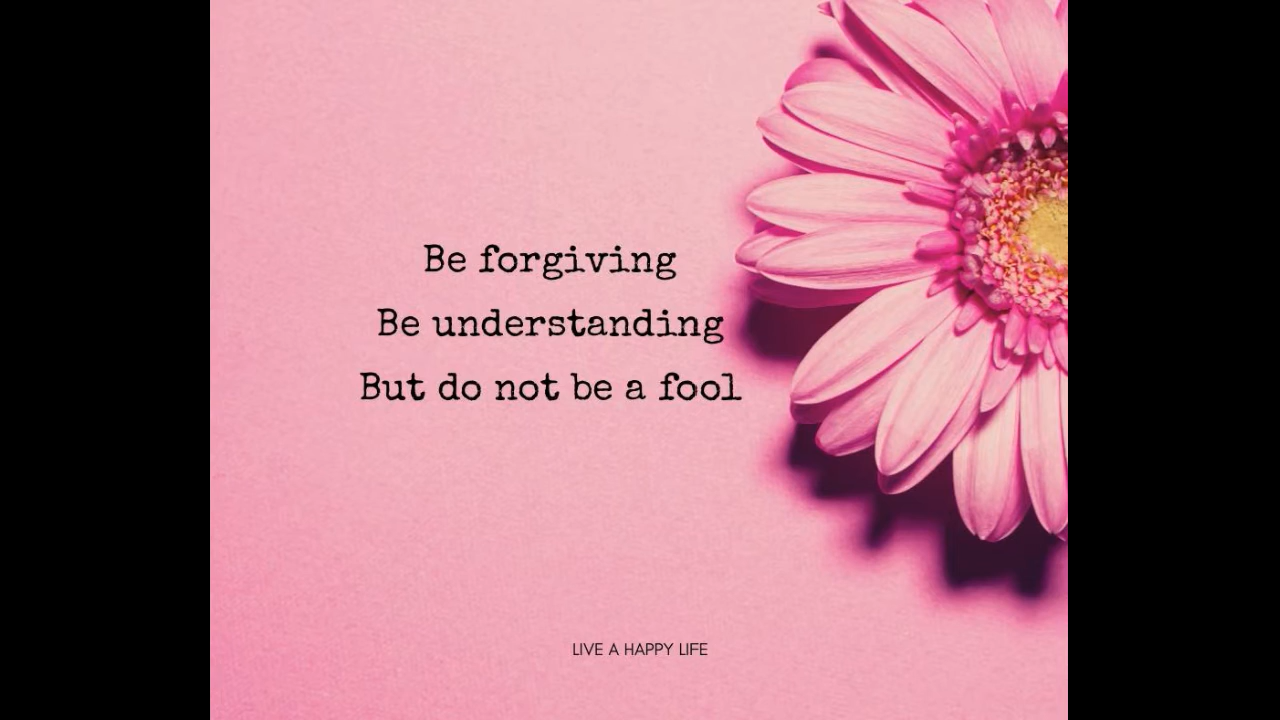 Be forgiving
Be understanding
But do not be a fool
LIVE A HAPPY LIFE